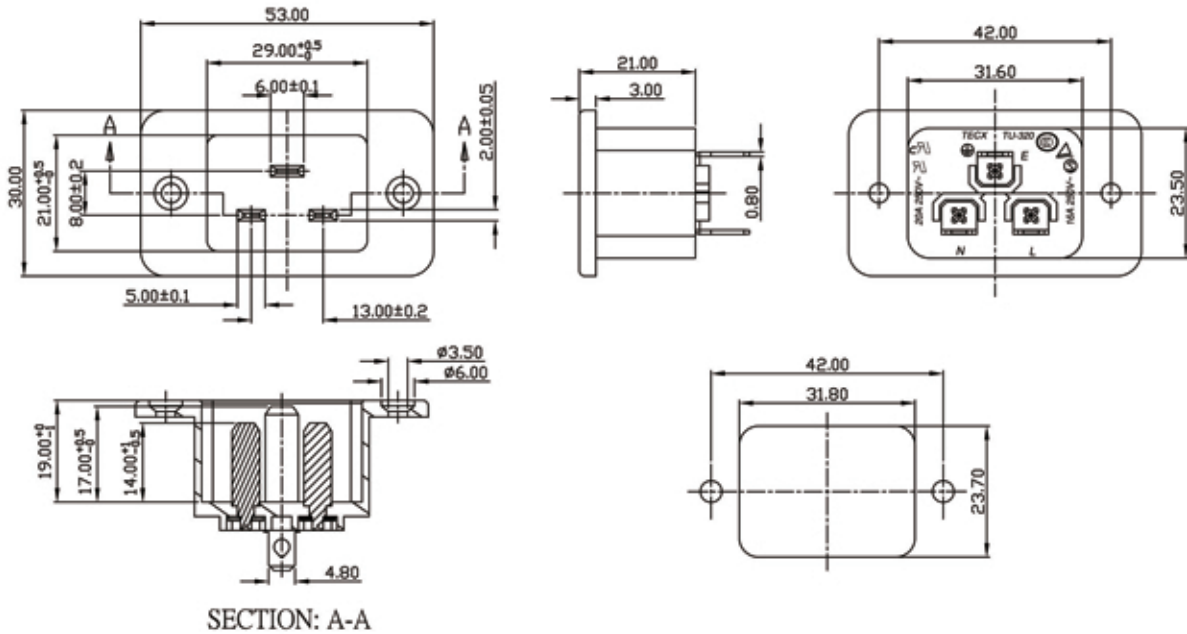 53.00
29.00 +0.5 -0
6.00±0.1
A
A
2.00±0.05
30.00
21.00 +0.5 -0
8.00±0.2
5.00±0.1
13.00±0.2
21.00
3.00
0.80
42.00
31.60
TECX TU-320
E
20A 250V~
16A 250V~
N
L
23.50
ø3.50
ø6.00
19.00 +0 -1
17.00 +0.5 -0
14.00 +1 -0.5
4.80
SECTION: A-A
42.00
31.80
23.70